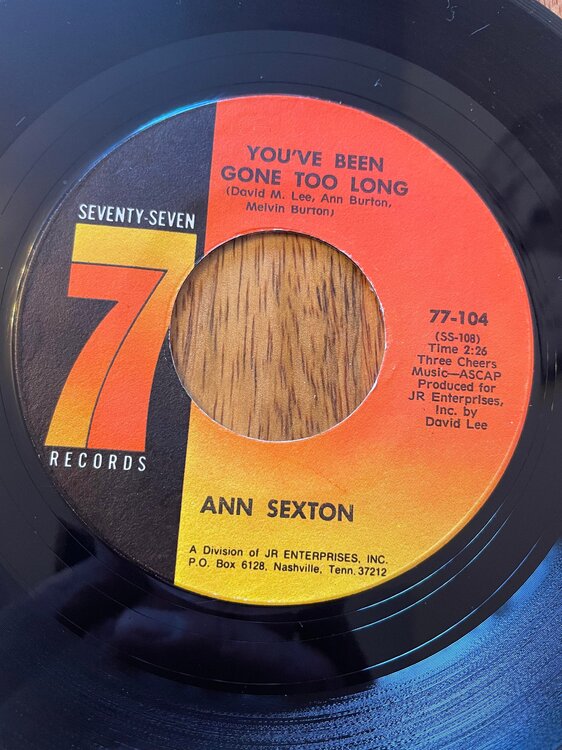 YOU'VE BEEN
GONE TOO LONG
(David M. Lee, Ann Burton,
Melvin Burton)
SEVENTY-SEVEN
77
RECORDS
77-104
(SS-108)
Time 2:26
Three Cheers
Music—ASCAP
Produced for
JR Enterprises,
Inc. by
David Lee
ANN SEXTON
A Division of JR ENTERPRISES, INC.
P.O. Box 6128, Nashville, Tenn. 37212